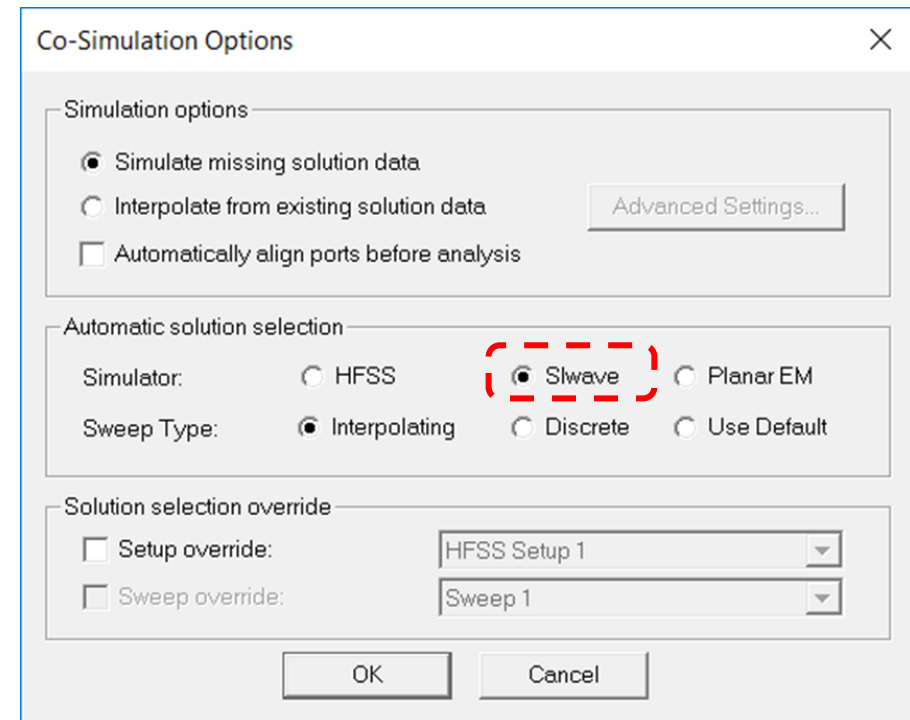 Co-Simulation Options
Simulation options
Simulate missing solution data
Interpolate from existing solution data Advanced Settings...
Automatically align ports before analysis
Automatic solution selection
Simulator: HFSS SIwave Planar EM
Sweep Type: Interpolating Discrete Use Default
Solution selection override
Setup override: HFSS Setup 1
Sweep override: Sweep 1
OK Cancel